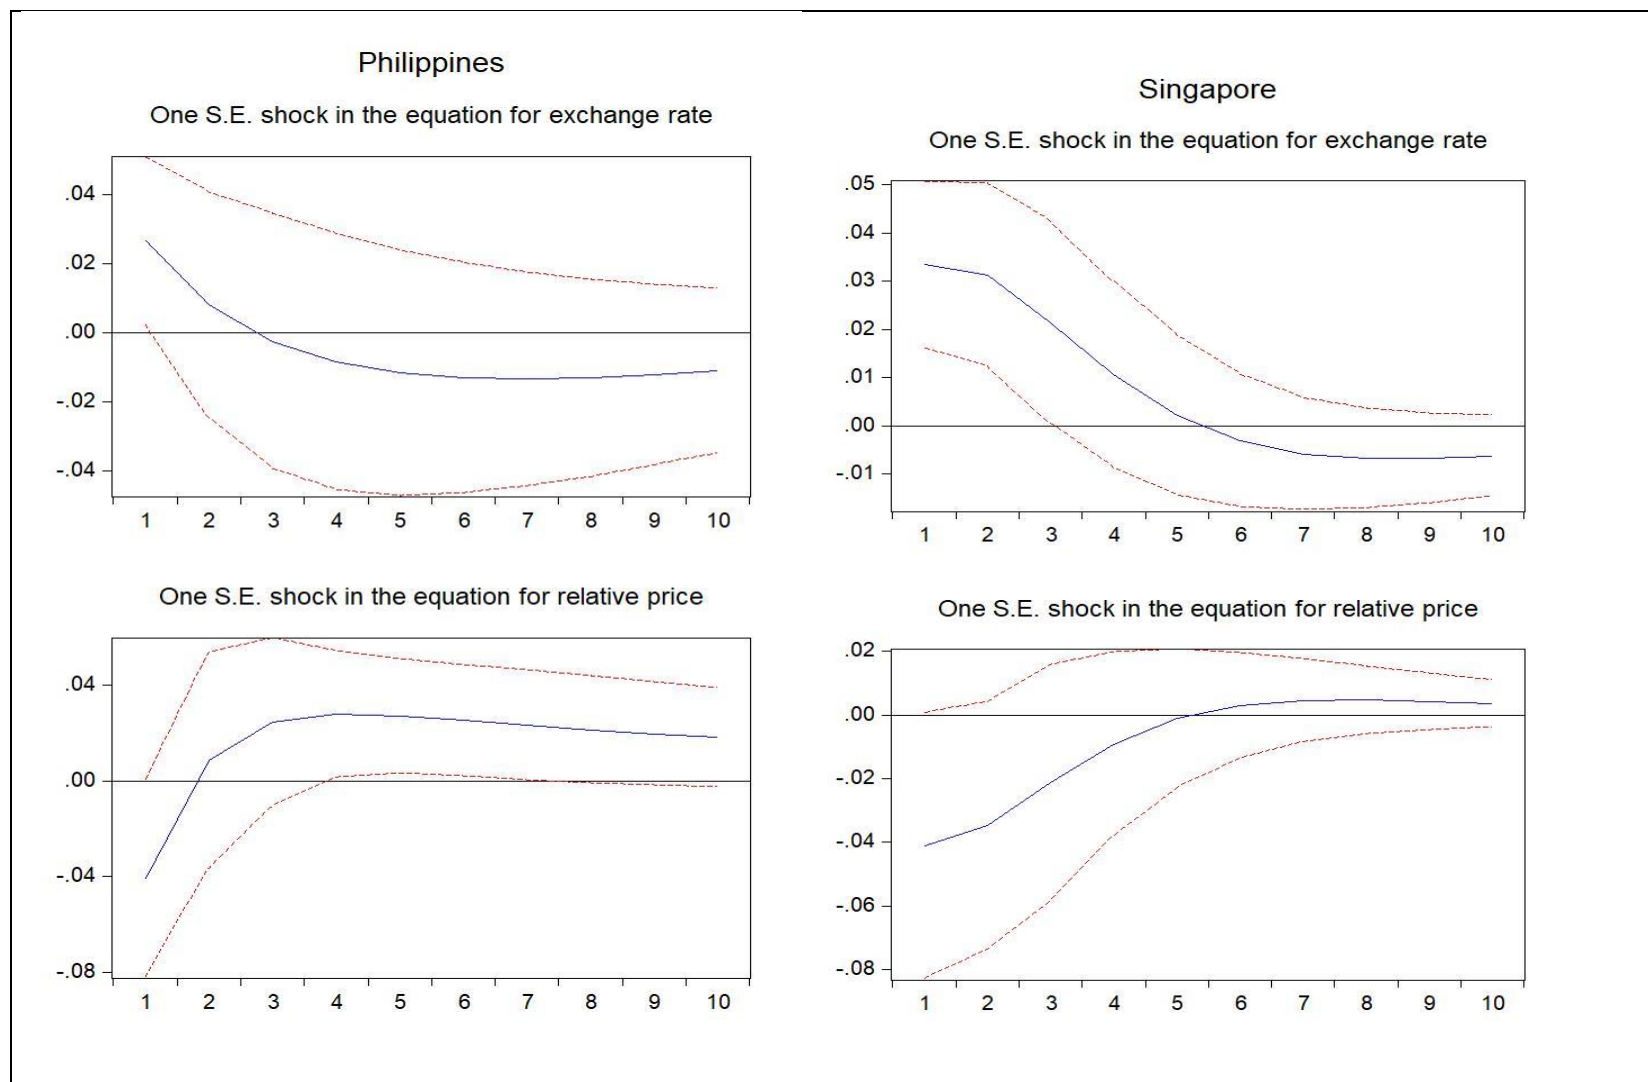 Philippines
One S.E. shock in the equation for exchange rate
.04
.02
.00
-.02
-.04
1 2 3 4 5 6 7 8 9 10
One S.E. shock in the equation for relative price
.04
.00
-.04
-.08
1 2 3 4 5 6 7 8 9 10
Singapore
One S.E. shock in the equation for exchange rate
.05
.04
.03
.02
.01
.00
-.01
1 2 3 4 5 6 7 8 9 10
One S.E. shock in the equation for relative price
.02
.00
-.02
-.04
-.06
-.08
1 2 3 4 5 6 7 8 9 10